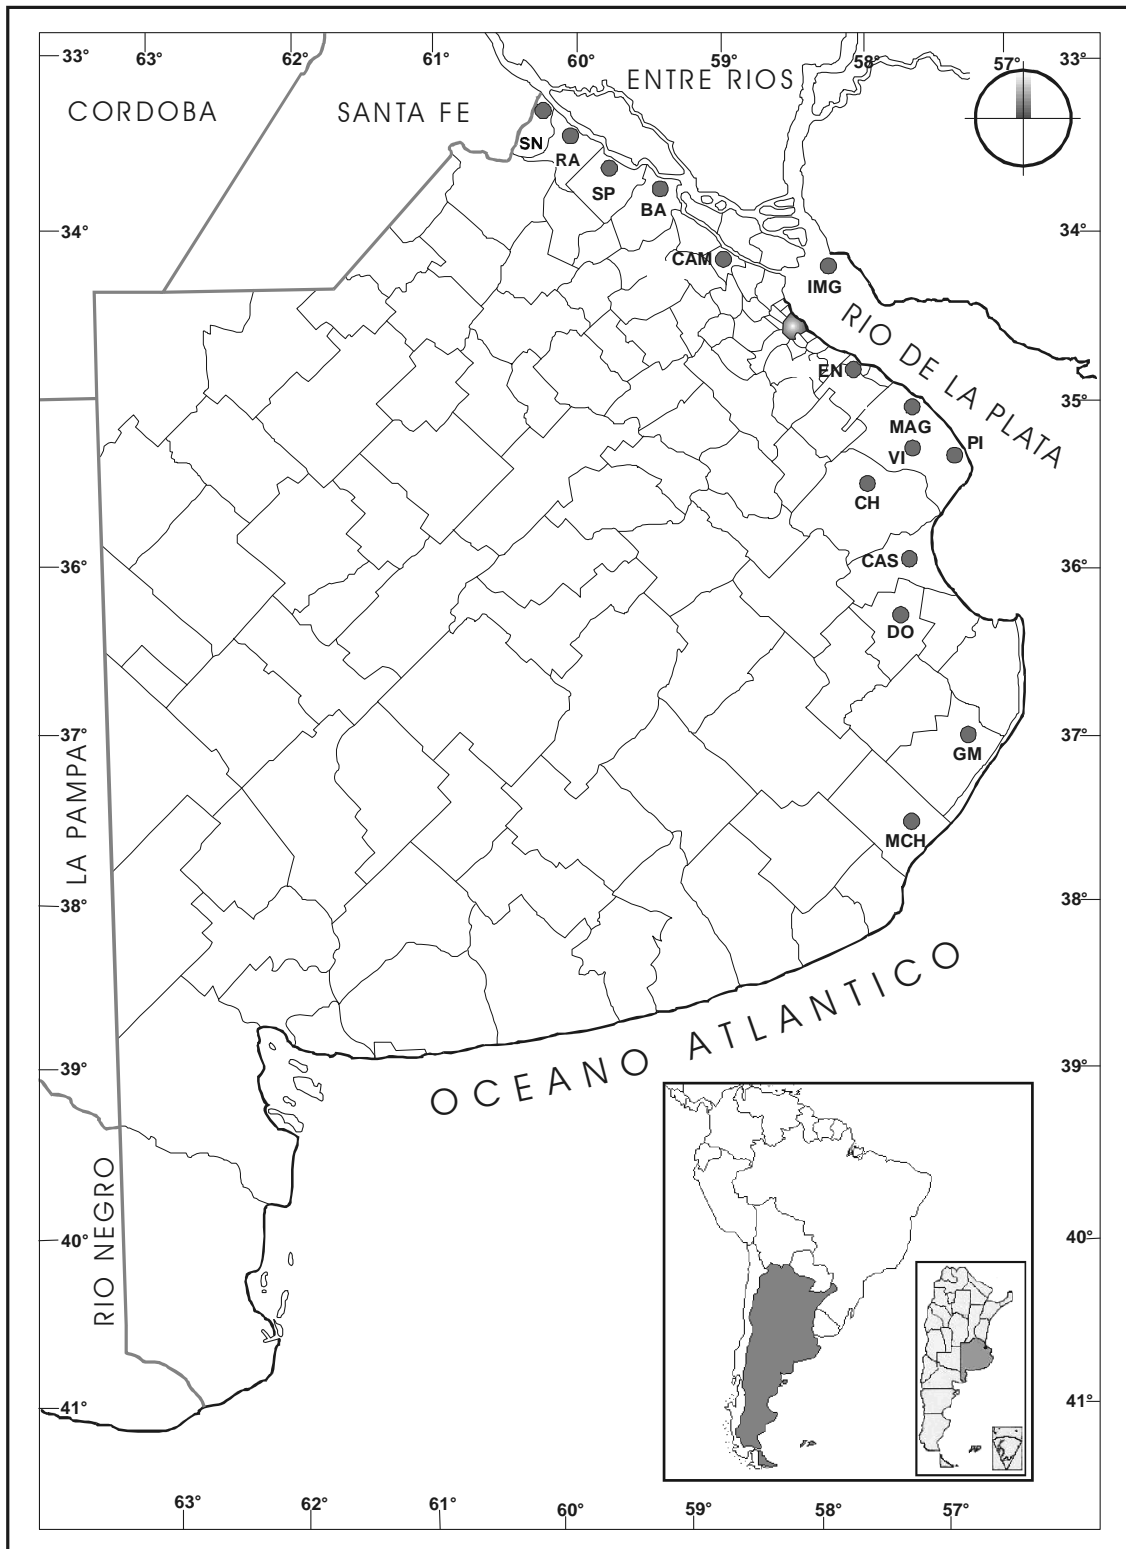 33° 63° 62° 61° 60° 59° 58° 57° 33°
CORDOBA
SANTA FE
ENTRE RIOS
SN
RA
SP
BA
34°
34°
CAM
IMG
RIO DE LA PLATA
EN
35°
MAG
PI
VI
CH
36°
CAS
36°
DO
37°
37°
GM
LA PAMPA
MCH
38°
38°
OCEANO ATLANTICO
39°
39°
RIO NEGRO
40°
40°
41°
41°
63° 62° 60° 59° 58° 57°